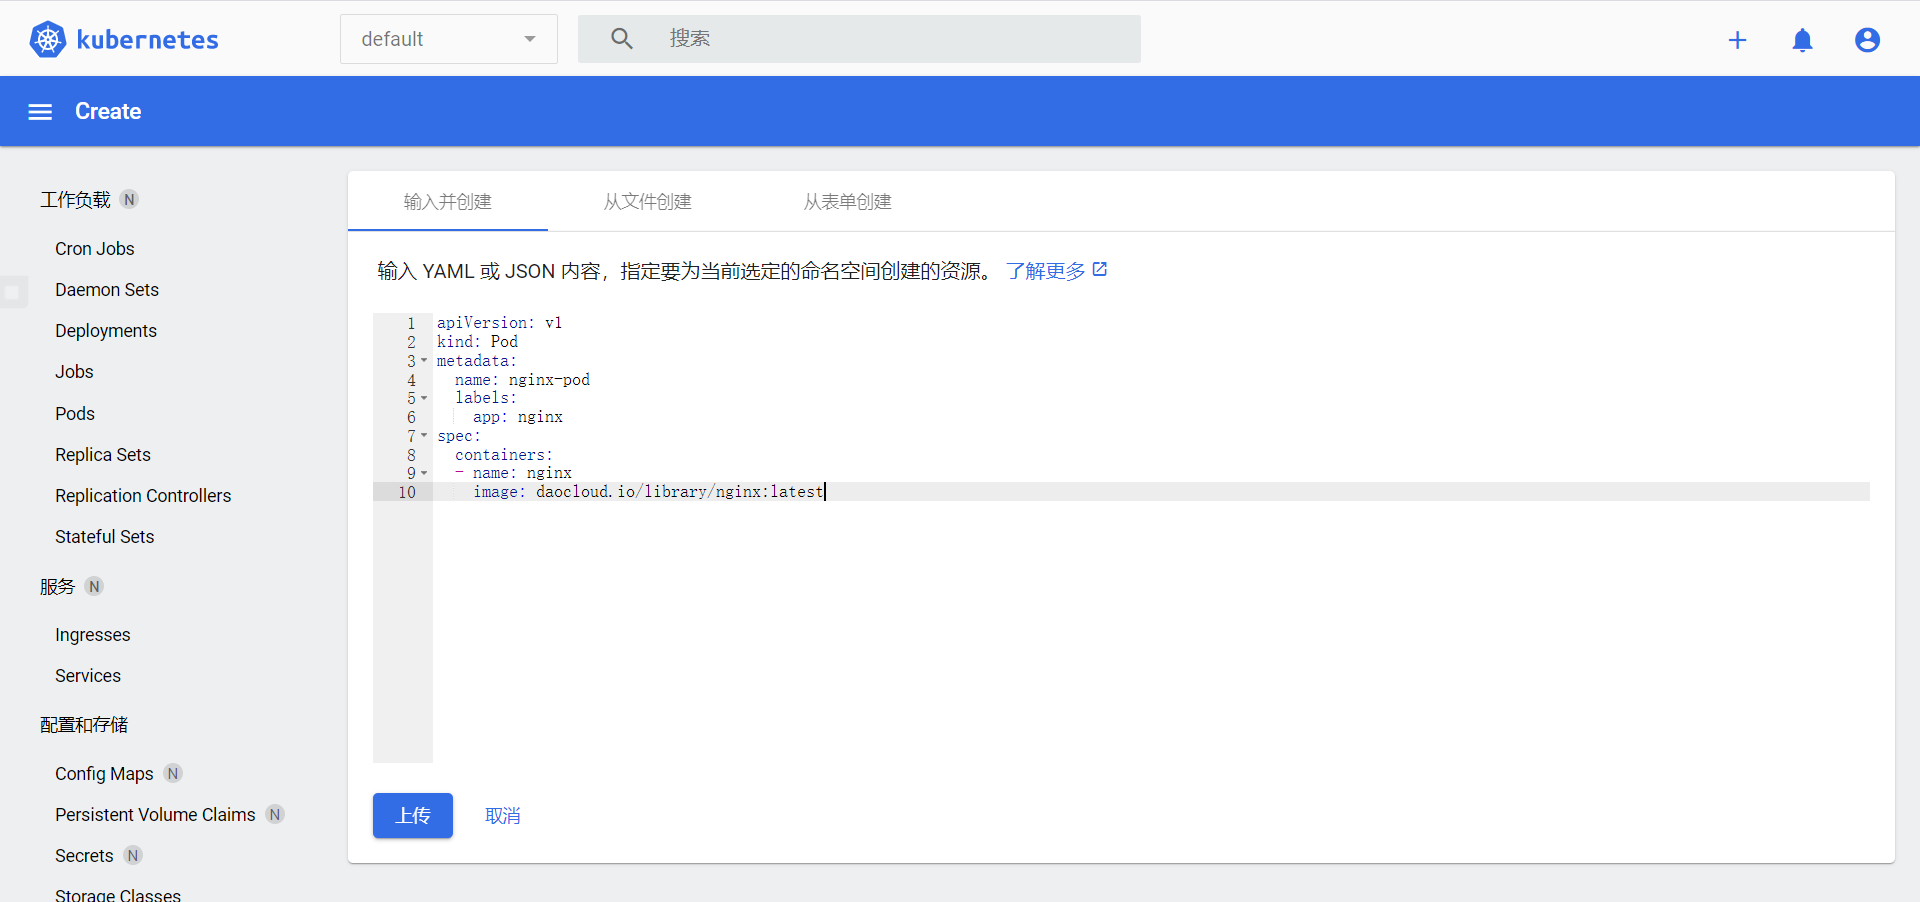 kubernetes
default
搜索
Create
工作负载 N
Cron Jobs
Daemon Sets
Deployments
Jobs
Pods
Replica Sets
Replication Controllers
Stateful Sets
服务 N
Ingresses
Services
配置和存储
Config Maps N
Persistent Volume Claims N
Secrets N
Storage Classes
输入并创建 从文件创建 从表单创建
输入 YAML 或 JSON 内容，指定要为当前选定的命名空间创建的资源。 了解更多
1 apiVersion: v1
2 kind: Pod
3 metadata:
4 name: nginx-pod
5 labels:
6 app: nginx
7 spec:
8 containers:
9 - name: nginx
10 image: daocloud.io/library/nginx:latest
上传 取消